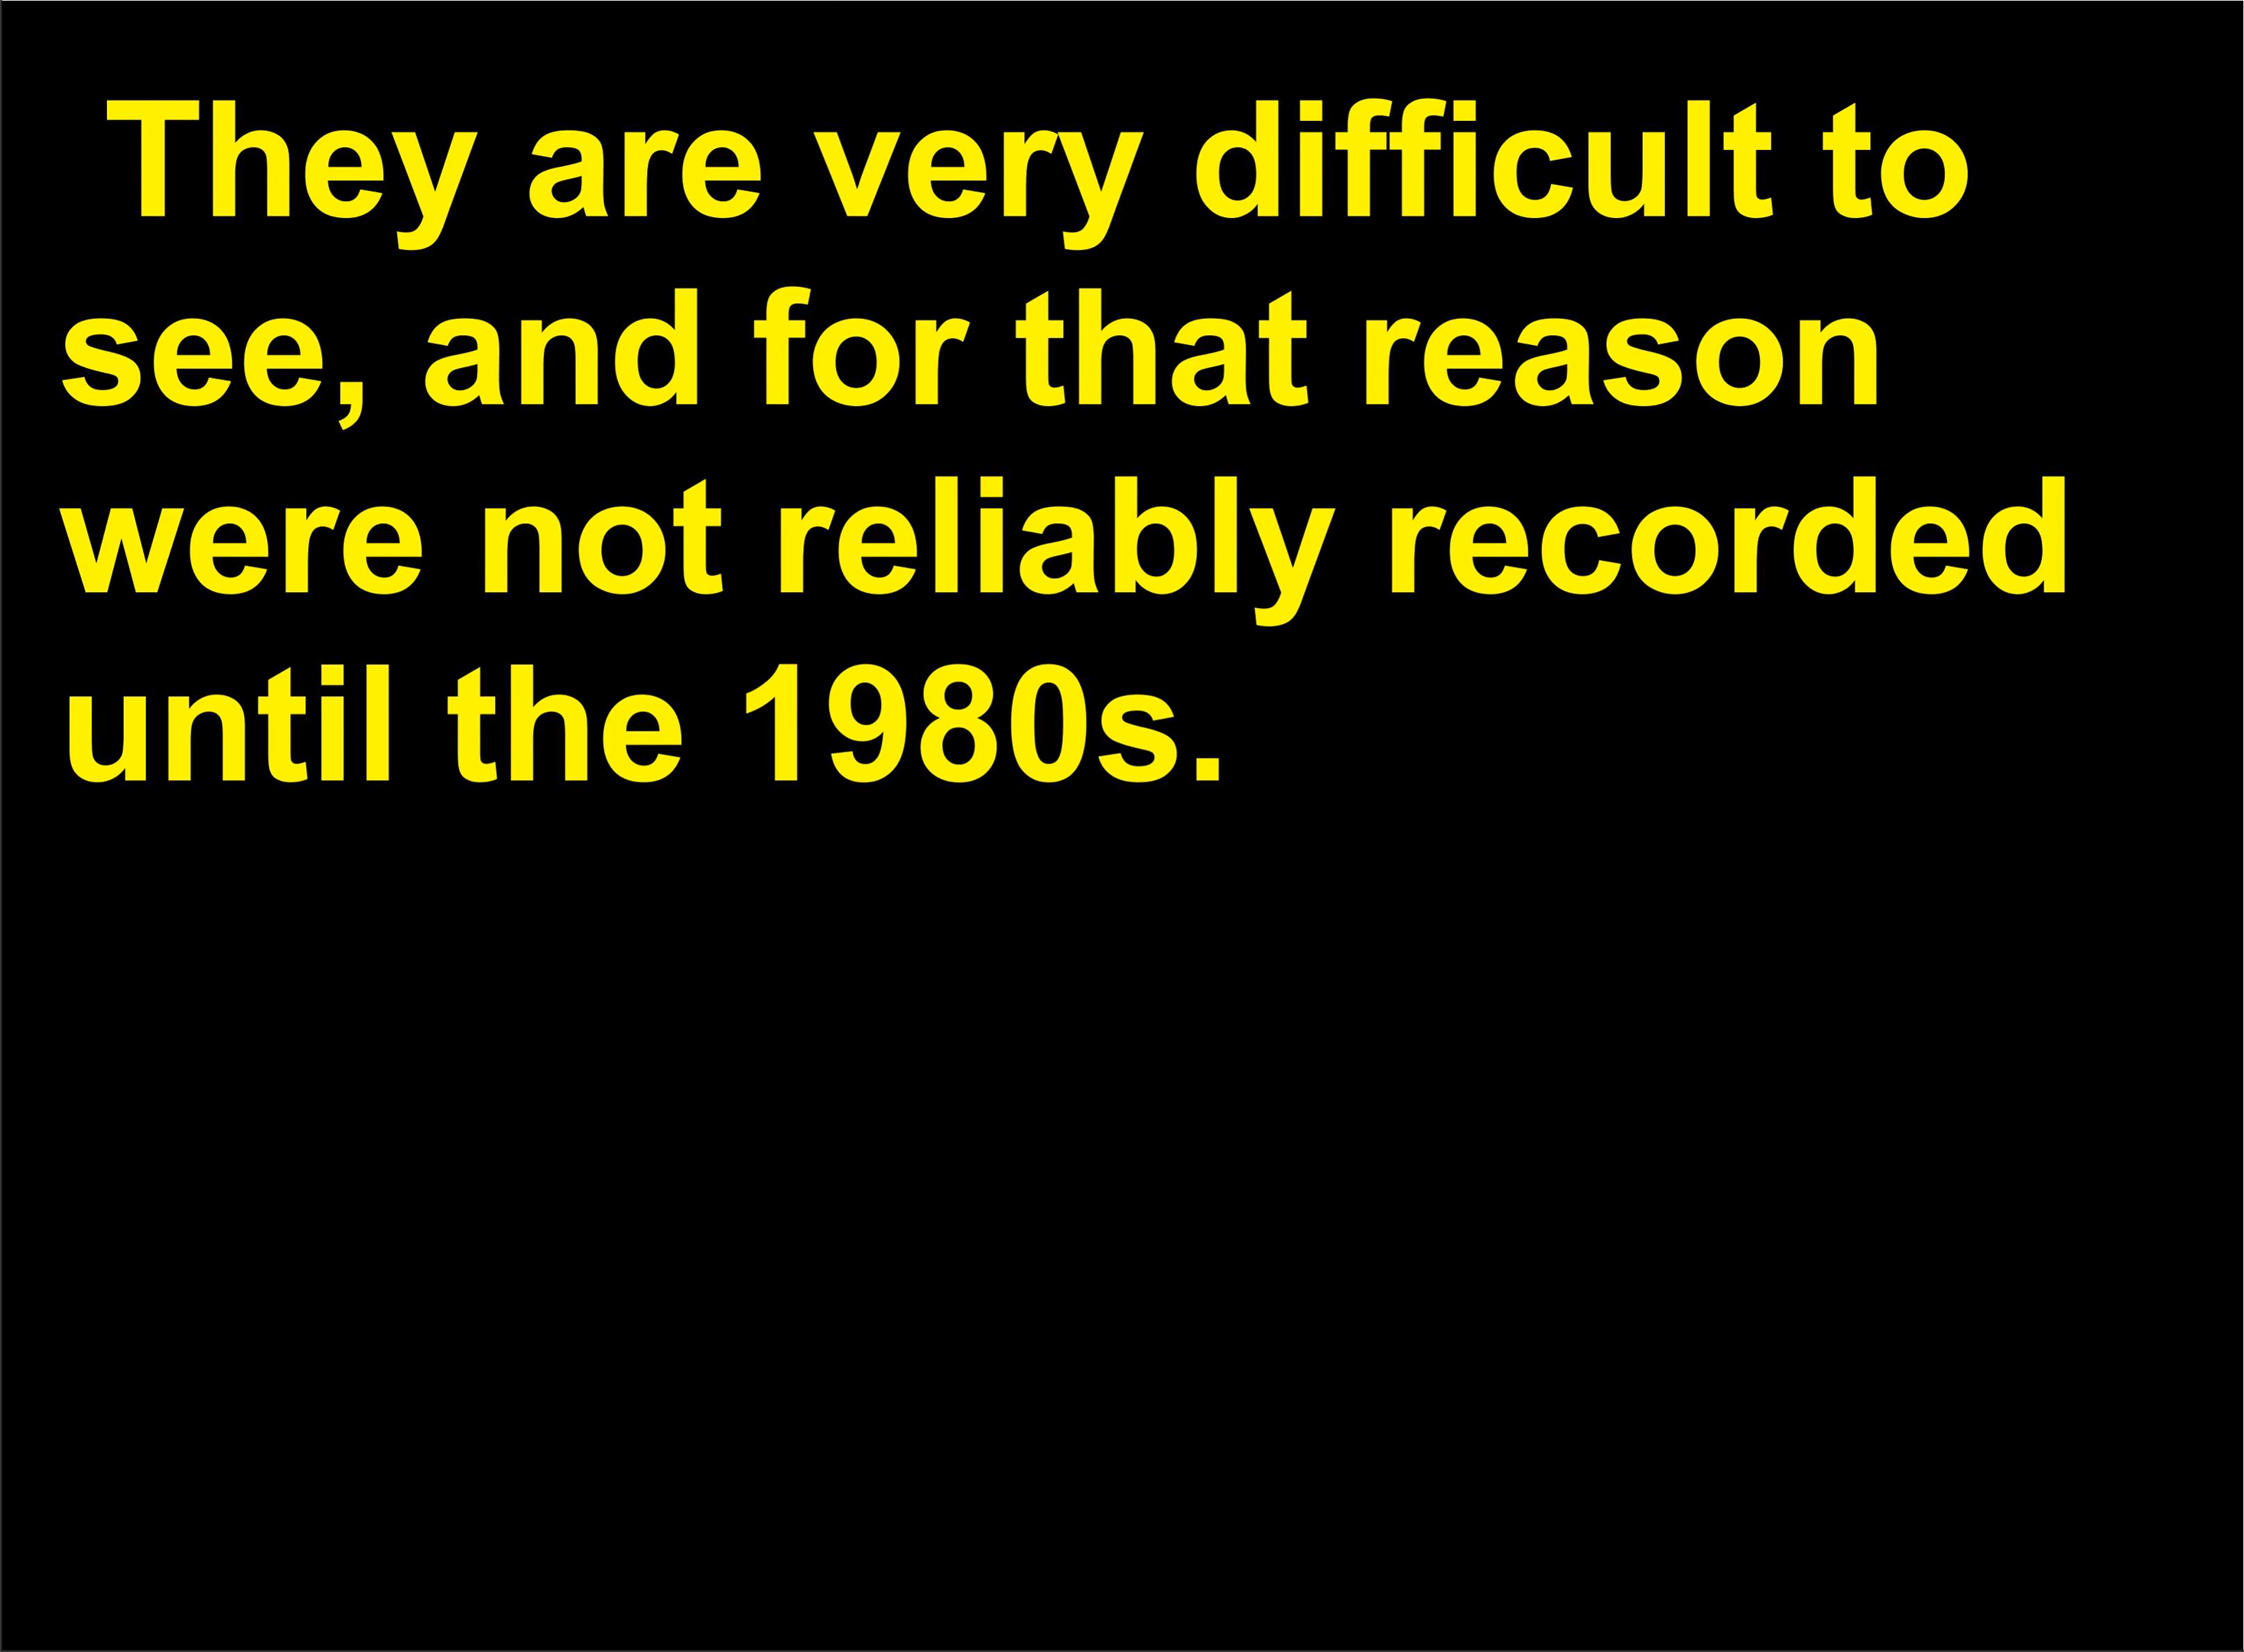 They are very difficult to
see, and for that reason
were not reliably recorded
until the 1980s.